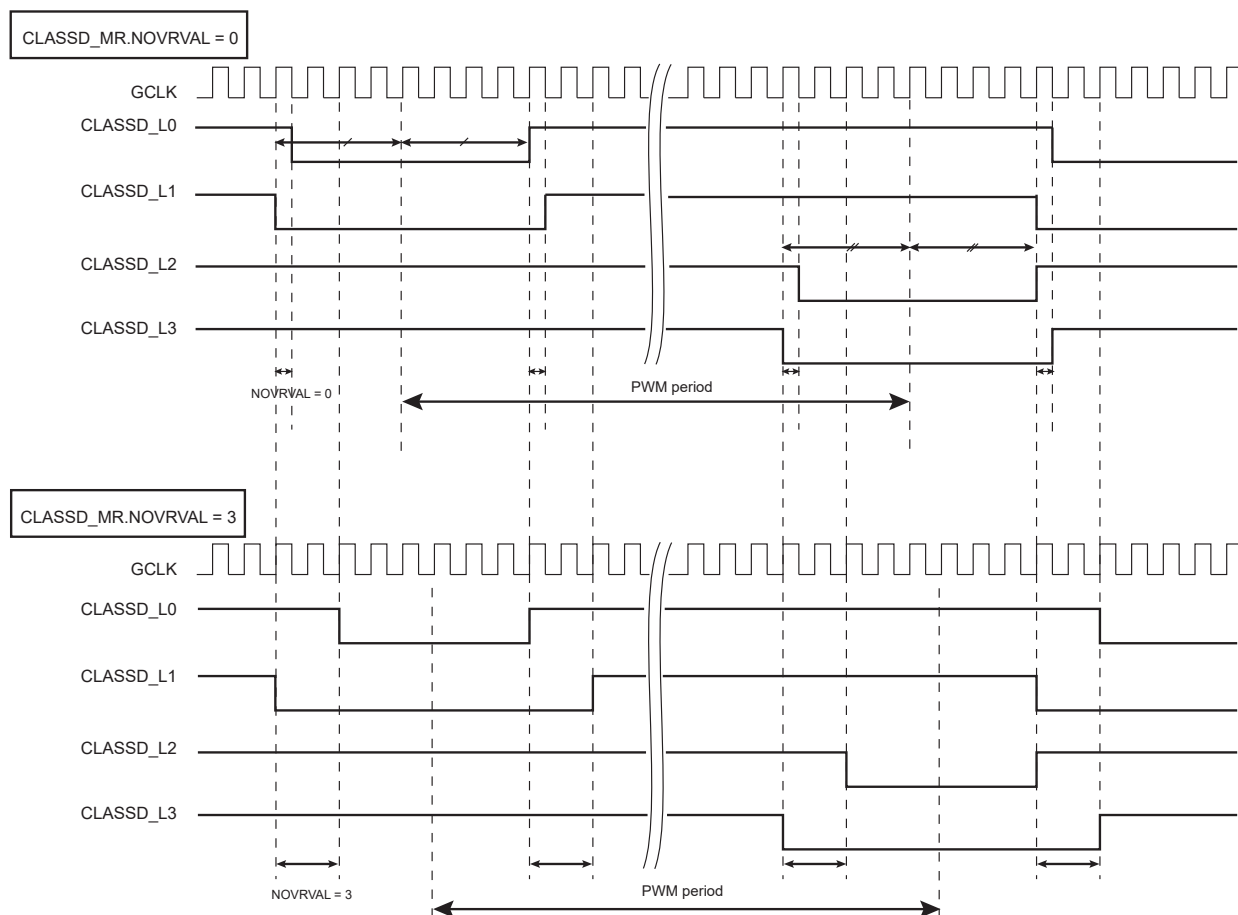 CLASSD_MR.NOVRVAL = 0
GCLK
CLASSD_L0
CLASSD_L1
CLASSD_L2
CLASSD_L3
NOVRVAL = 0
PWM period
CLASSD_MR.NOVRVAL = 3
GCLK
CLASSD_L0
CLASSD_L1
CLASSD_L2
CLASSD_L3
NOVRVAL = 3
PWM period